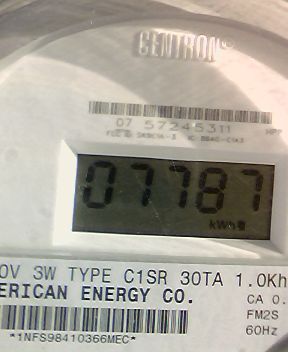 CENTRON®
07 57245311
07787
kWh
0V 3W TYPE C1SR 30TA 1.0Kh
ERICAN ENERGY CO.
CA 0.
FM2S
*1NFS98410366MEC*
60Hz